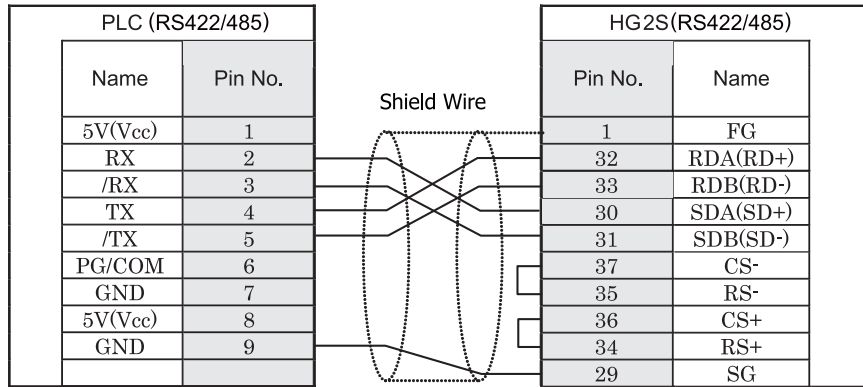 PLC (RS422/485) HG2S(RS422/485)
Name Pin No. Pin No. Name
Shield Wire
5V(Vcc) 1 1 FG
RX 2 32 RDA(RD+)
/RX 3 33 RDB(RD-)
TX 4 30 SDA(SD+)
/TX 5 31 SDB(SD-)
PG/COM 6 37 CS-
GND 7 35 RS-
5V(Vcc) 8 36 CS+
GND 9 34 RS+
29 SG